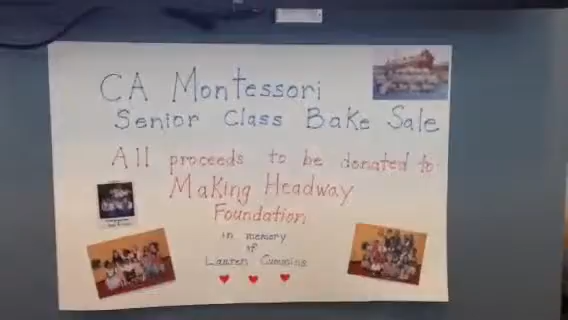 CA Montessori
Senior Class Bake Sale
All proceeds to be donated to
Making Headway
Foundation
in memory
of
Lauren Cummiss